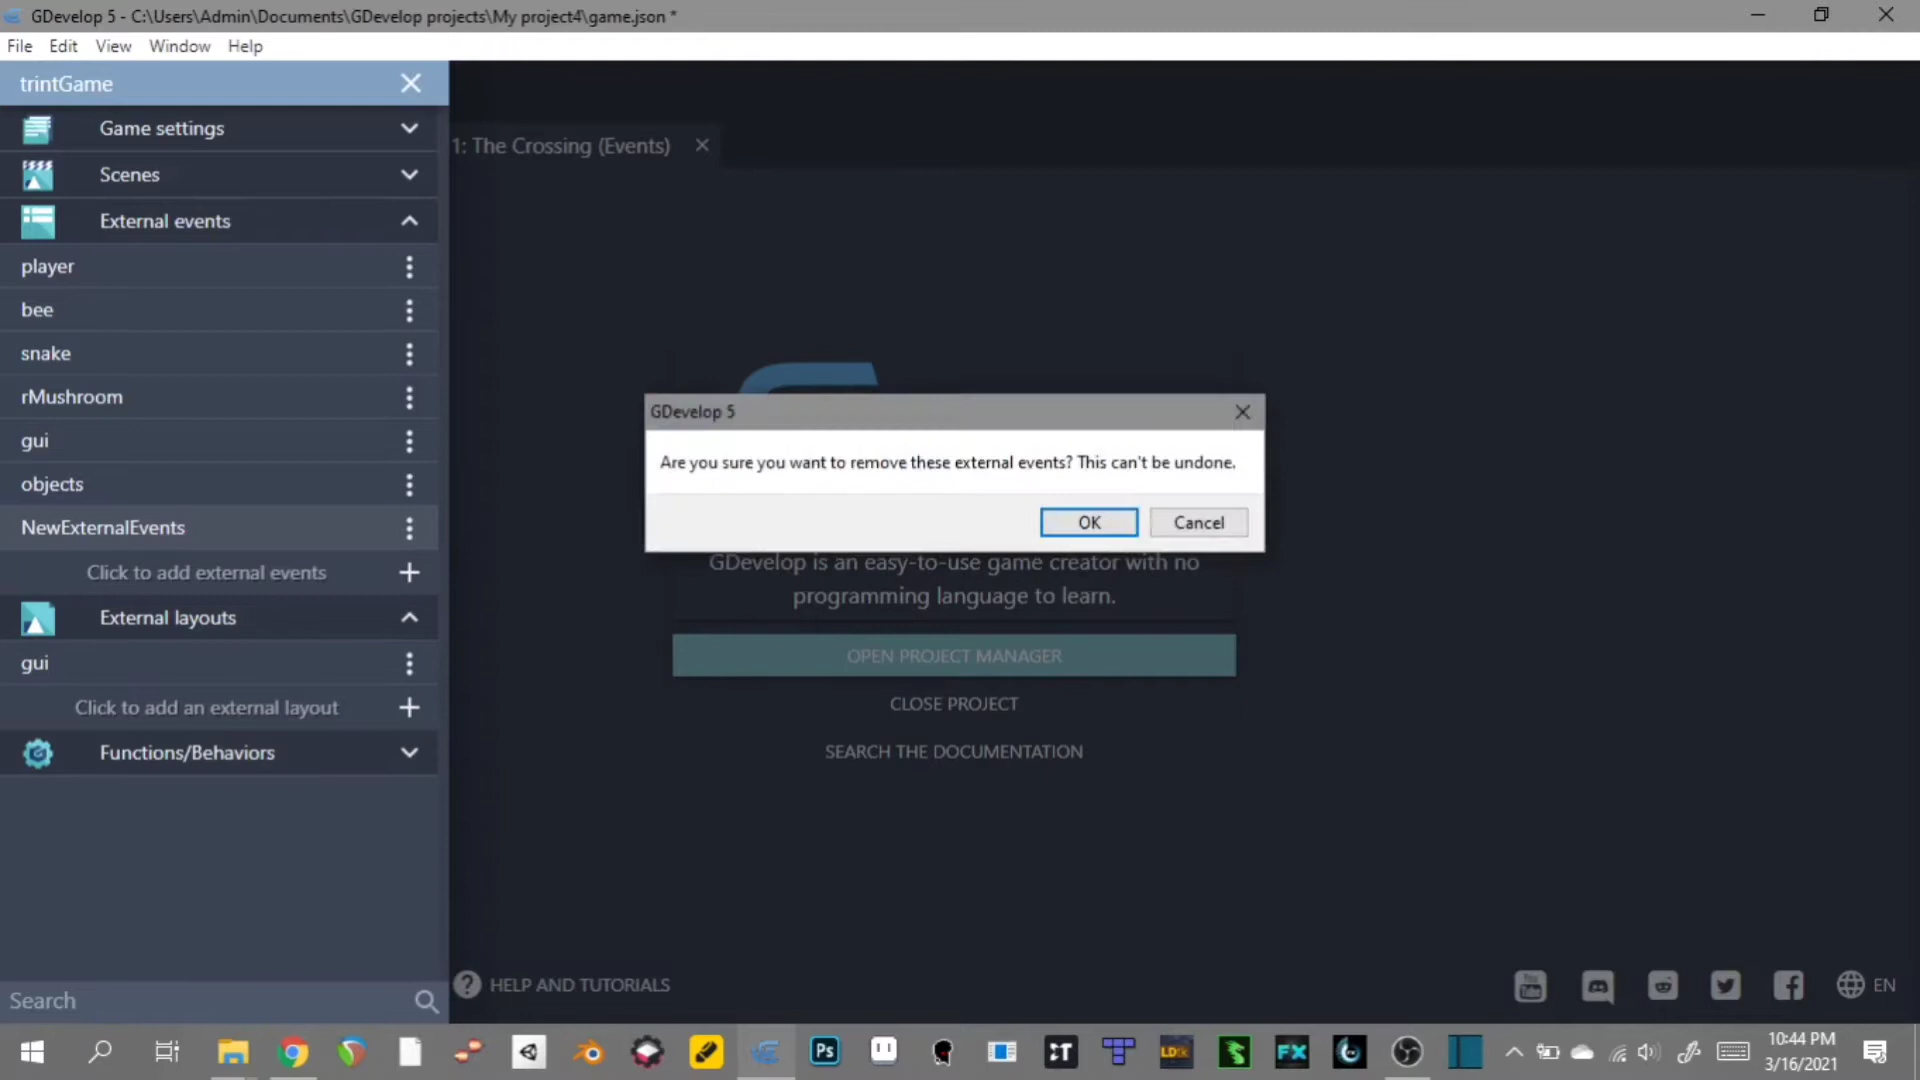 GDevelop 5 - C:\Users\Admin\Documents\GDevelop projects\My project4\game.json *
File Edit View Window Help
trintGame
Game settings
1: The Crossing (Events)
Scenes
External events
player
bee
snake
rMushroom
gui
objects
NewExternalEvents
Click to add external events
External layouts
gui
Click to add an external layout
Functions/Behaviors
Search
GDevelop 5
Are you sure you want to remove these external events? This can't be undone.
OK Cancel
GDevelop is an easy-to-use game creator with no
programming language to learn.
OPEN PROJECT MANAGER
CLOSE PROJECT
SEARCH THE DOCUMENTATION
HELP AND TUTORIALS
You
Tube
EN
Ps
FX
10:44 PM
3/16/2021